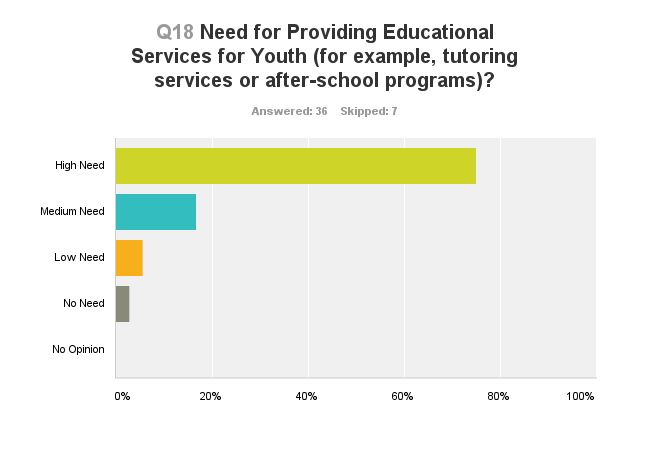 Q18 Need for Providing Educational
Services for Youth (for example, tutoring
services or after-school programs)?
Answered: 36 Skipped: 7
High Need
Medium Need
Low Need
No Need
No Opinion
0% 20% 40% 60% 80% 100%